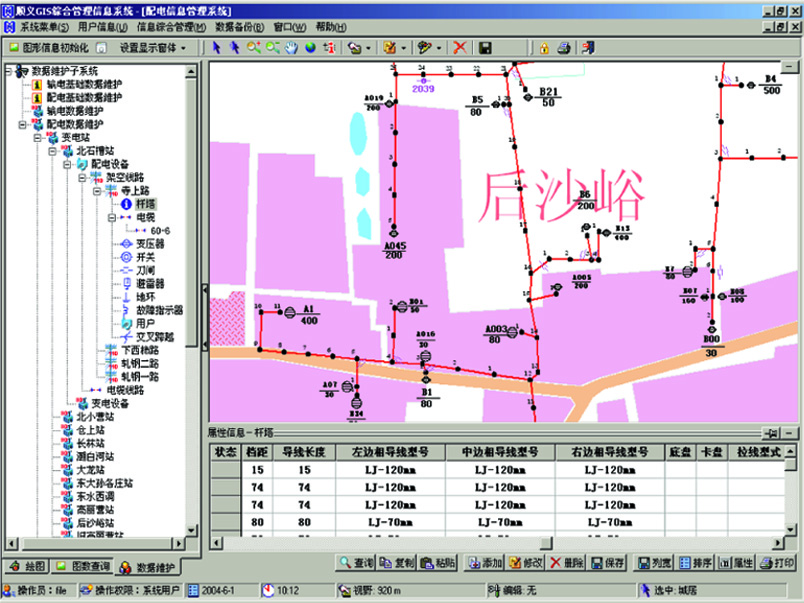 顺义GIS综合管理信息系统 - [配电信息管理系统]
系统菜单(S) 用户信息(U) 信息综合管理(M) 数据备份(B) 窗口(W) 帮助(H)
图形信息初始化 设置显示窗体
数据维护子系统
输电基础数据维护
配电基础数据维护
输电数据维护
配电数据维护
变电站
北石槽站
配电设备
架空线路
寺上路
杆塔
电缆
60-6
变压器
开关
刀闸
避雷器
地环
故障指示器
用户
交叉跨越
下西梯路
轧钢二路
轧钢一路
电缆线路
变电设备
北小营站
仓上站
长林站
潮白河站
大龙站
东大孙各庄站
东水西调
高丽营站
后沙峪站
绘图 图数查询 数据维护
2039
A019
200
B5
80
B21
50
B4
500
后沙峪
B6
200
B13
400
A045
200
A005
200
B7
80
B07
160
B08
100
B00
30
A1
400
B01
50
A016
30
A003
80
A07
30
B34
B1
80
属性信息 - 杆塔
状态 档距 导线长度 左边相导线型号 中边相导线型号 右边相导线型号 底盘 卡盘 拉线型式
15 15 LJ-120mm LJ-120mm LJ-120mm
74 74 LJ-120mm LJ-120mm LJ-120mm
74 74 LJ-120mm LJ-120mm LJ-120mm
80 80 LJ-70mm LJ-70mm LJ-70mm
查询 复制 粘贴 添加 修改 删除 保存 列宽 排序 属性 打印
操作员：file 操作权限：系统用户 2004-6-1 10:12 视野: 920 m 编辑: 无 选中: 城居